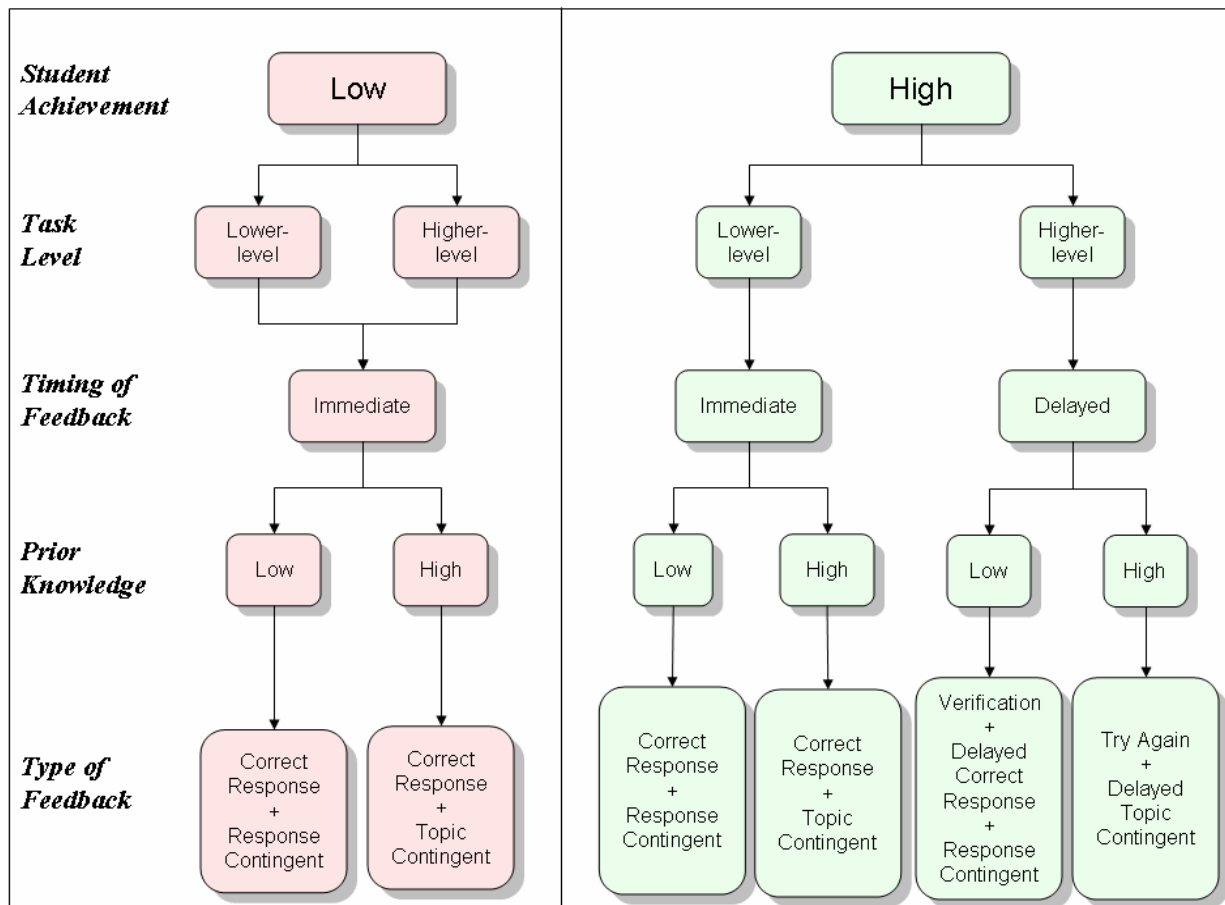 Student
Achievement
Low
High
Task
Level
Lower-
level
Higher-
level
Lower-
level
Higher-
level
Timing of
Feedback
Immediate
Immediate
Delayed
Prior
Knowledge
Low
High
Low
High
Low
High
Type of
Feedback
Correct
Response
+
Response
Contingent
Correct
Response
+
Topic
Contingent
Correct
Response
+
Response
Contingent
Correct
Response
+
Topic
Contingent
Verification
+
Delayed
Correct
Response
+
Response
Contingent
Try Again
+
Delayed
Topic
Contingent